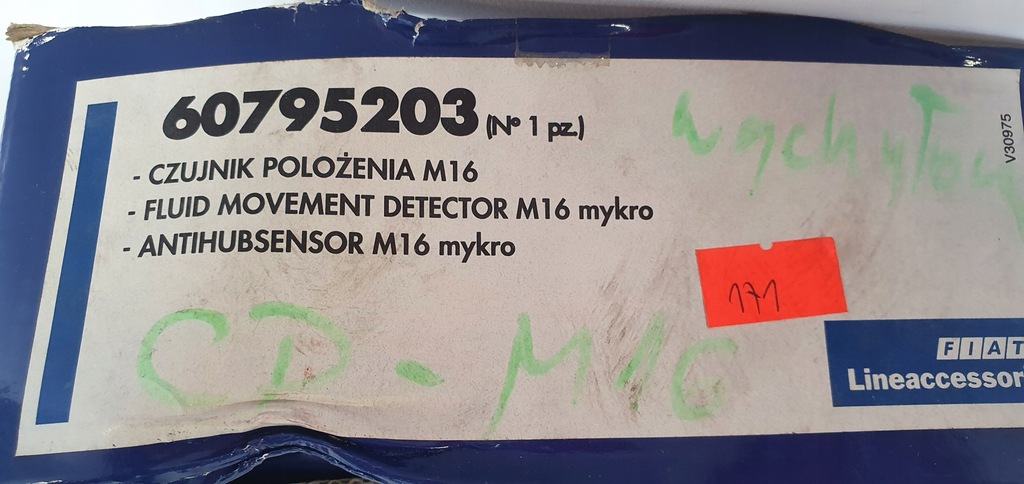 60795203 (N° 1 pz.)
- CZUJNIK POLOŻENIA M16
- FLUID MOVEMENT DETECTOR M16 mykro
- ANTIHUBSENSOR M16 mykro
V30975
171
CD - M16
FIAT
Lineaccessor